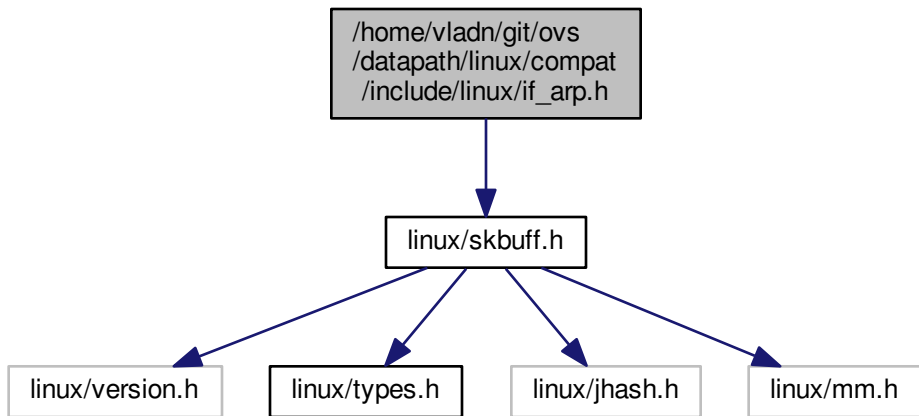 /home/vladn/git/ovs
/datapath/linux/compat
/include/linux/if_arp.h
linux/skbuff.h
linux/version.h
linux/types.h
linux/jhash.h
linux/mm.h